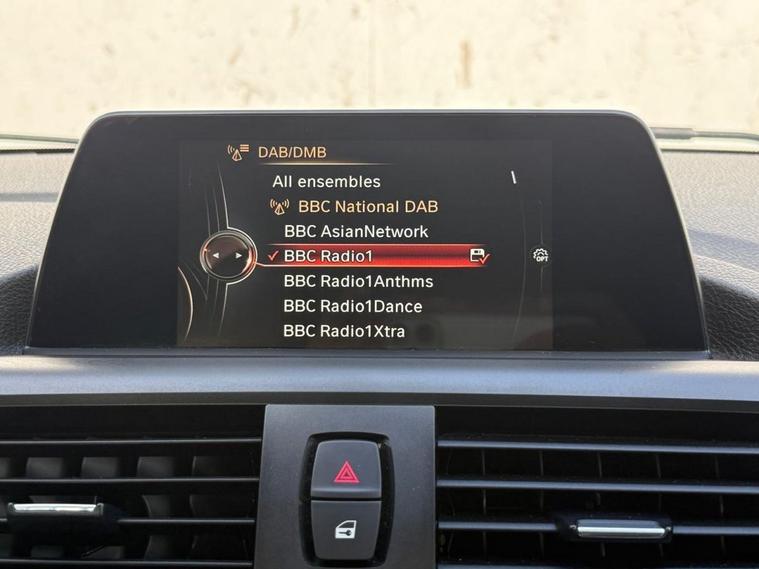 DAB/DMB
All ensembles
BBC National DAB
BBC AsianNetwork
BBC Radio1
OPT
BBC Radio1Anthms
BBC Radio1Dance
BBC Radio1Xtra